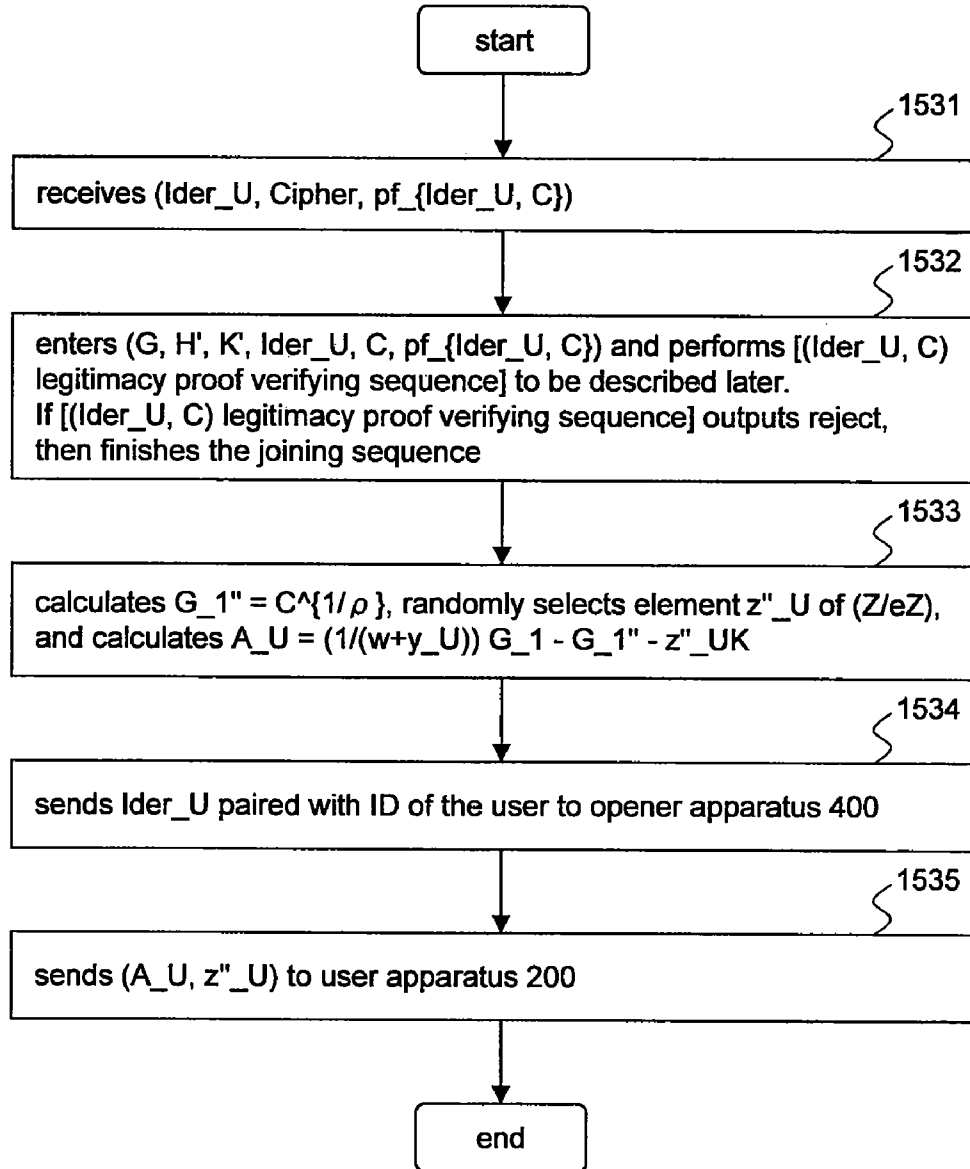 start
1531
receives (Ider_U, Cipher, pf_{Ider_U, C})
1532
enters (G, H', K', Ider_U, C, pf_{Ider_U, C}) and performs [(Ider_U, C)
legitimacy proof verifying sequence] to be described later.
If [(Ider_U, C) legitimacy proof verifying sequence] outputs reject,
then finishes the joining sequence
1533
calculates G_1" = C^{1/ρ}, randomly selects element z"_U of (Z/eZ),
and calculates A_U = (1/(w+y_U)) G_1 - G_1" - z"_UK
1534
sends Ider_U paired with ID of the user to opener apparatus 400
1535
sends (A_U, z"_U) to user apparatus 200
end